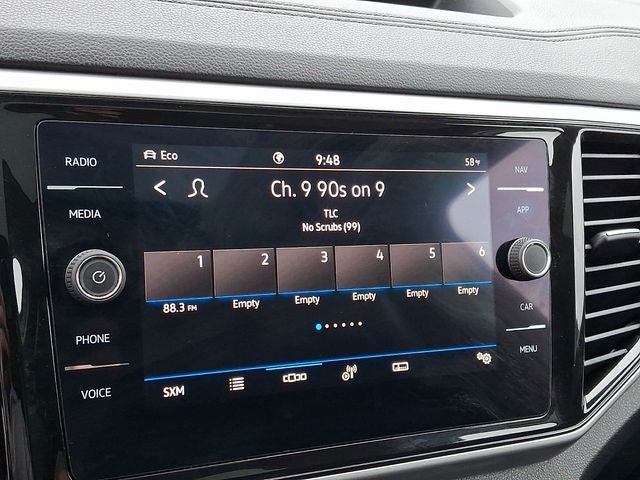 RADIO
MEDIA
PHONE
VOICE
Eco
9:48
58°F
Ch. 9 90s on 9
TLC
No Scrubs (99)
1 2 3 4 5 6
88.3 FM Empty Empty Empty Empty Empty
SXM
NAV
APP
CAR
MENU